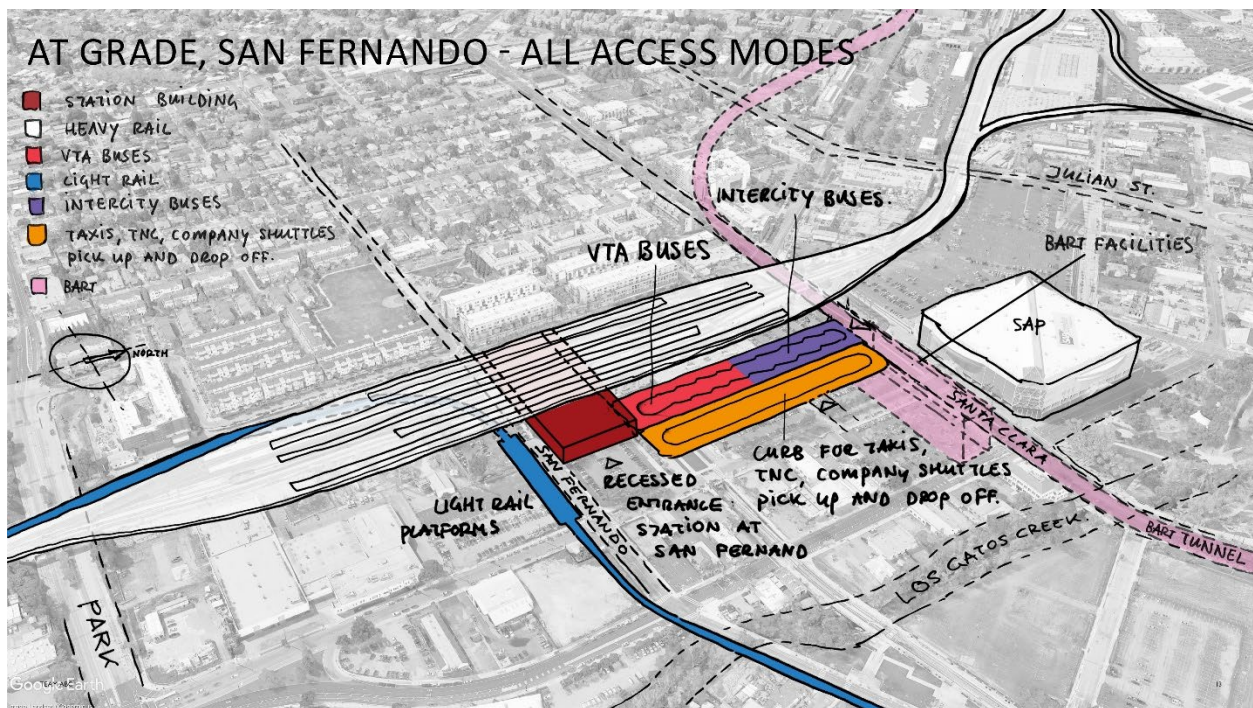 AT GRADE, SAN FERNANDO - ALL ACCESS MODES
STATION BUILDING
HEAVY RAIL
VTA BUSES
LIGHT RAIL
INTERCITY BUSES
TAXIS, TNC, COMPANY SHUTTLES
PICK UP AND DROP OFF.
BART
NORTH
JULIAN ST.
INTERCITY BUSES.
VTA BUSES
BART FACILITIES
SAP
SANTA CLARA
CURB FOR TAXIS,
TNC, COMPANY SHUTTLES
PICK UP AND DROP OFF.
RECESSED
ENTRANCE
STATION AT
SAN FERNAND
SAN FERNANDO
LIGHT RAIL
PLATFORMS
BART TUNNEL
LOS GATOS CREEK.
PARK
Google Earth